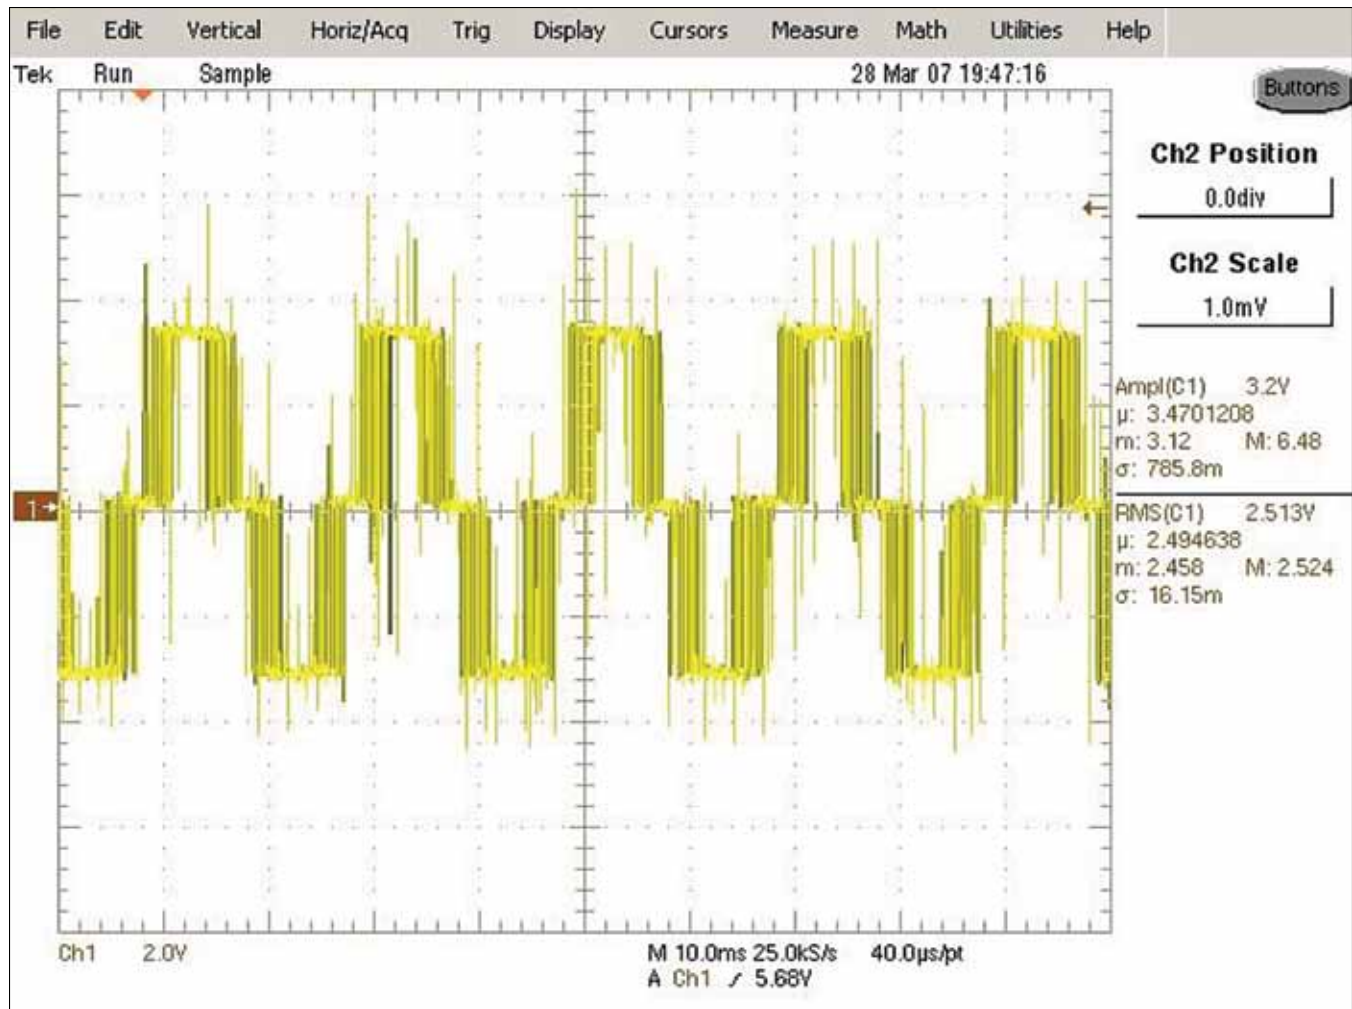 File Edit Vertical Horiz/Acq Trig Display Cursors Measure Math Utilities Help
Tek Run Sample 28 Mar 07 19:47:16
Buttons
Ch2 Position
0.0div
Ch2 Scale
1.0mV
Ampl(C1) 3.2V
µ: 3.4701208
m: 3.12 M: 6.48
σ: 785.8m
1
RMS(C1) 2.513V
µ: 2.494638
m: 2.458 M: 2.524
σ: 16.15m
Ch1 2.0V M 10.0ms 25.0kS/s 40.0µs/pt
A Ch1 ∕ 5.68V